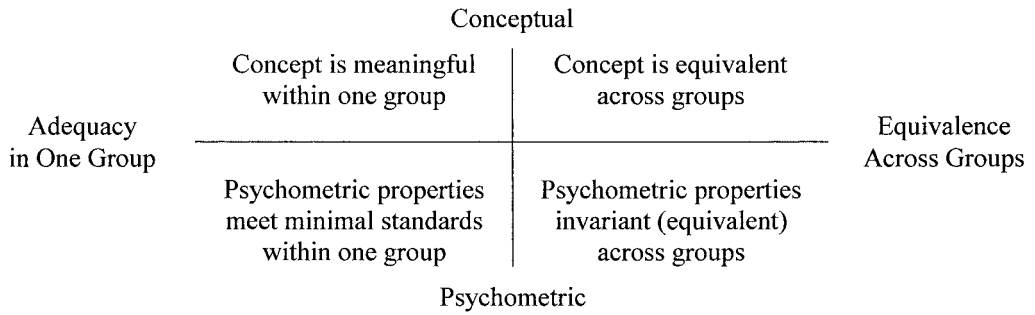 Conceptual
Concept is meaningful
within one group
Concept is equivalent
across groups
Adequacy
in One Group
Equivalence
Across Groups
Psychometric properties
meet minimal standards
within one group
Psychometric properties
invariant (equivalent)
across groups
Psychometric